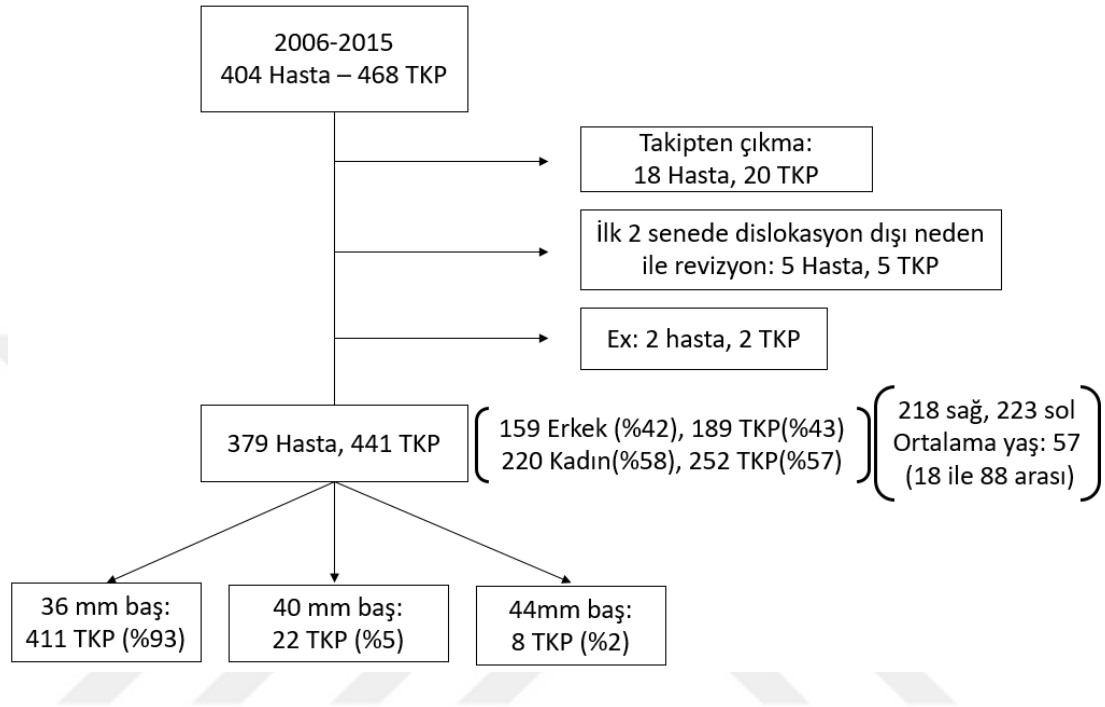 2006-2015
404 Hasta – 468 TKP
Takipten çıkma:
18 Hasta, 20 TKP
İlk 2 senede dislokasyon dışı neden
ile revizyon: 5 Hasta, 5 TKP
Ex: 2 hasta, 2 TKP
379 Hasta, 441 TKP
159 Erkek (%42), 189 TKP(%43)
220 Kadın(%58), 252 TKP(%57)
218 sağ, 223 sol
Ortalama yaş: 57
(18 ile 88 arası)
36 mm baş:
411 TKP (%93)
40 mm baş:
22 TKP (%5)
44mm baş:
8 TKP (%2)